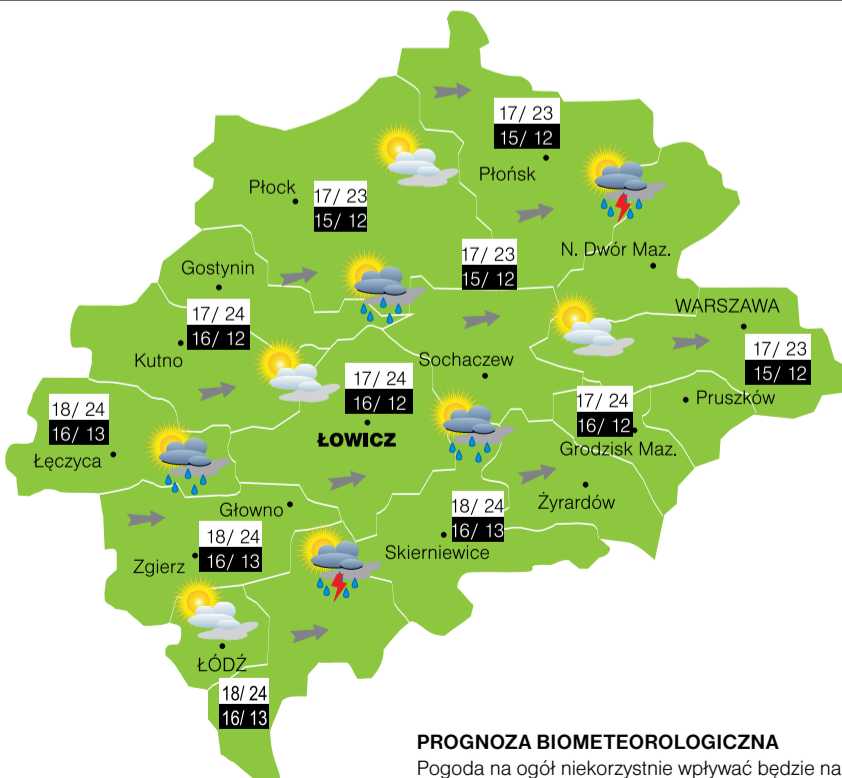 17/ 23
15/ 12
Płońsk
Płock
17/ 23
15/ 12
N. Dwór Maz.
17/ 23
15/ 12
Gostynin
17/ 24
16/ 12
Kutno
WARSZAWA
17/ 23
15/ 12
Sochaczew
17/ 24
16/ 12
ŁOWICZ
Pruszków
17/ 24
16/ 12
Grodzisk Maz.
18/ 24
16/ 13
Łęczyca
Żyrardów
Głowno
18/ 24
16/ 13
Skierniewice
18/ 24
16/ 13
Zgierz
ŁÓDŹ
18/ 24
16/ 13
PROGNOZA BIOMETEOROLOGICZNA
Pogoda na ogół niekorzystnie wpływać będzie na